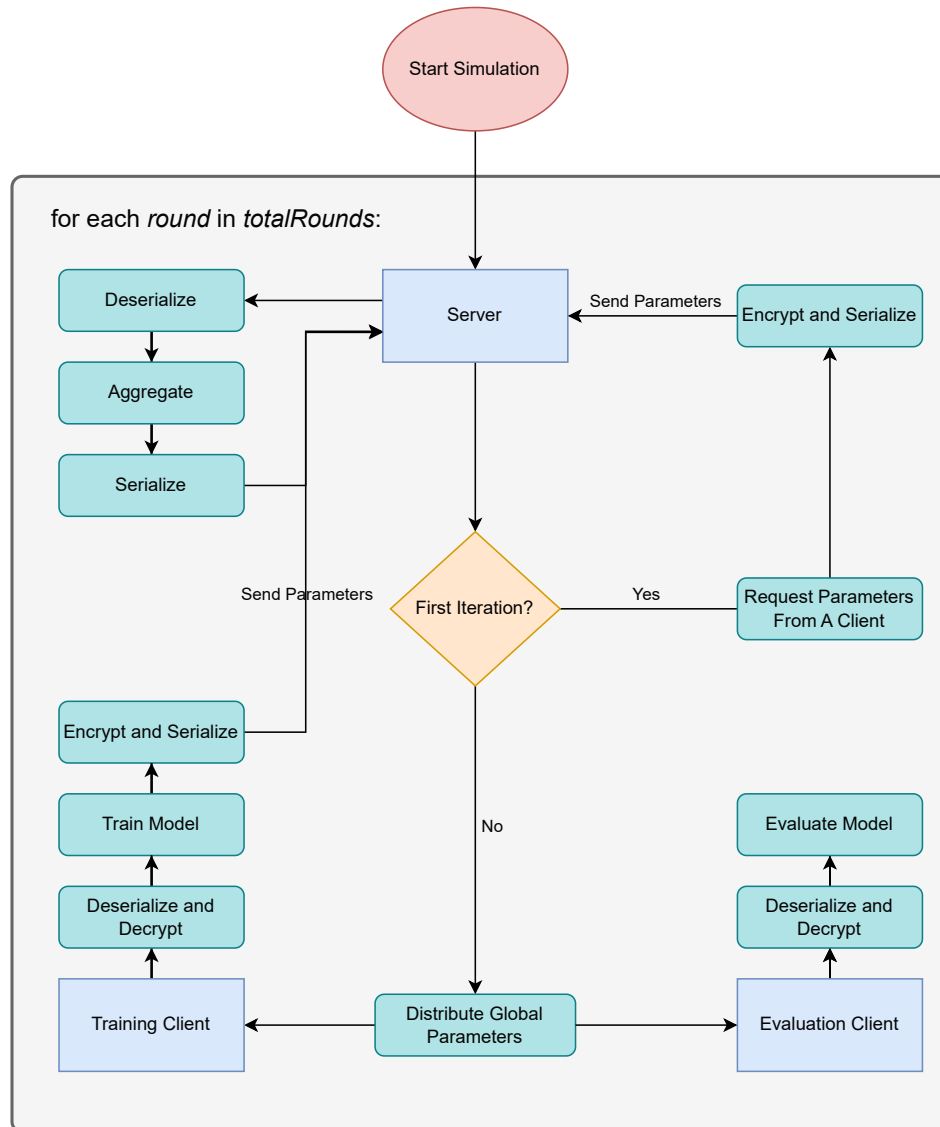 Start Simulation
for each round in totalRounds:
Deserialize
Server
Send Parameters
Encrypt and Serialize
Aggregate
Serialize
Send Parameters
First Iteration?
Yes
Request Parameters
From A Client
Encrypt and Serialize
Train Model
No
Evaluate Model
Deserialize and
Decrypt
Deserialize and
Decrypt
Training Client
Distribute Global
Parameters
Evaluation Client